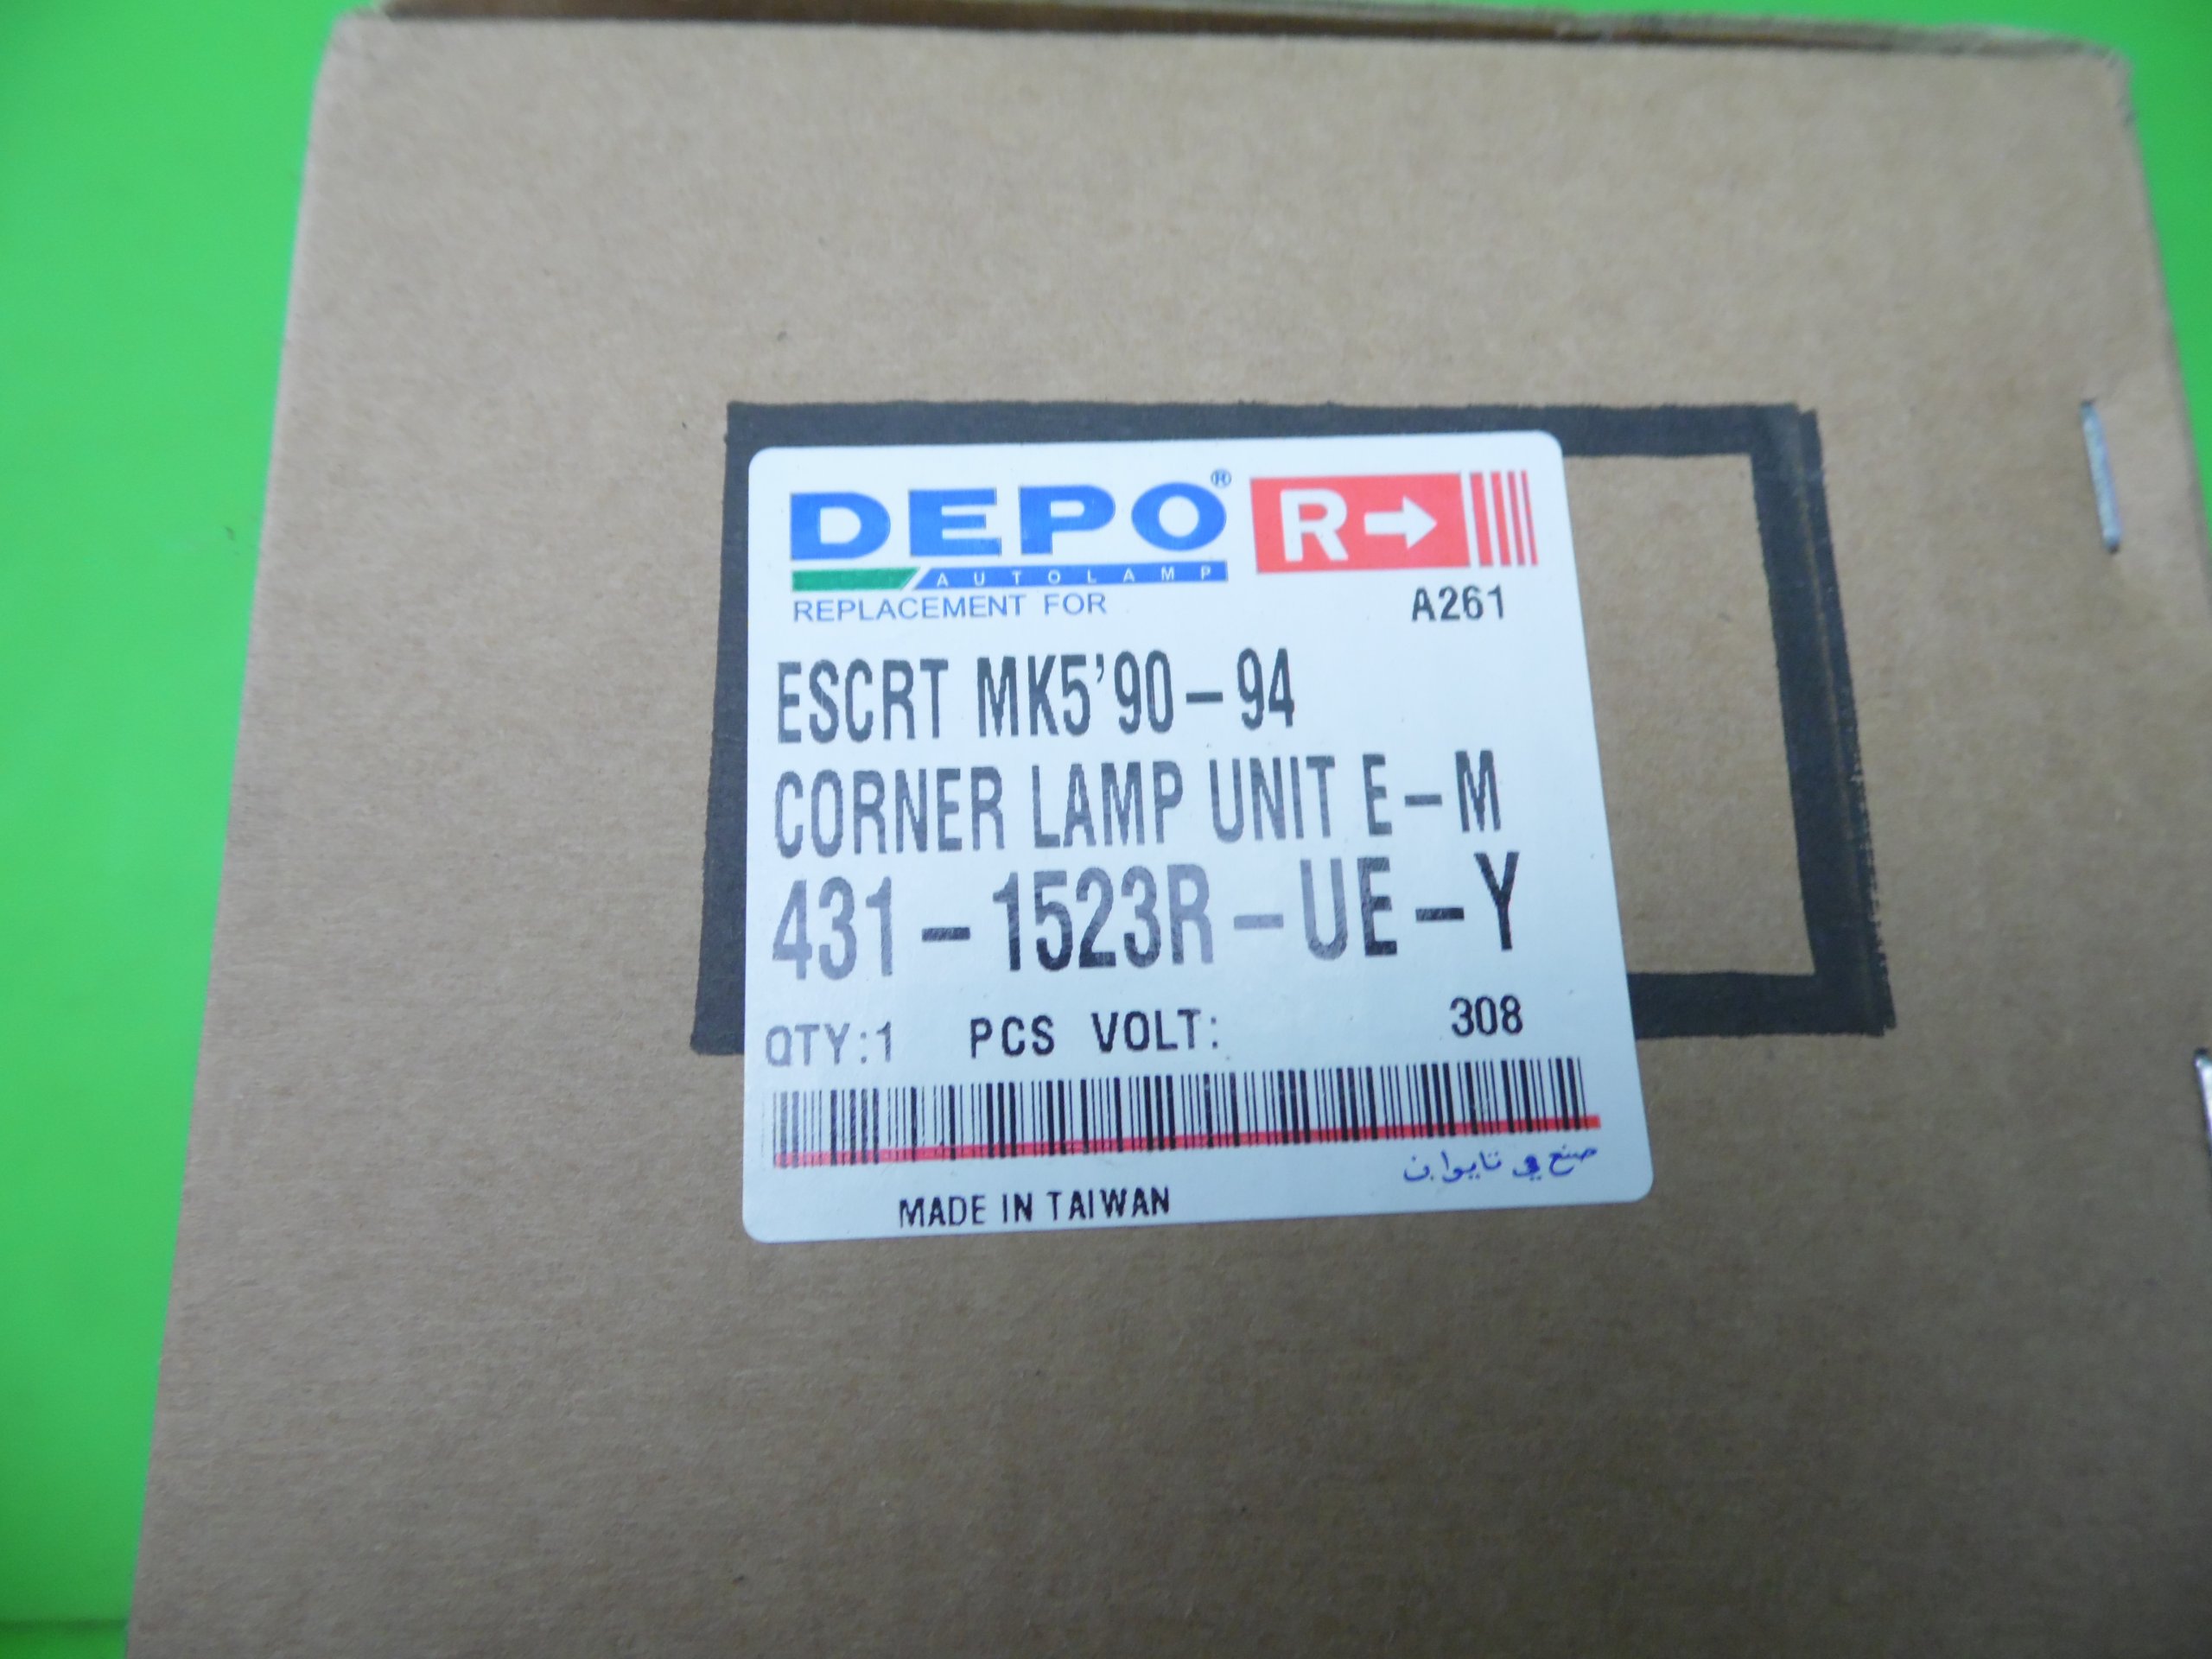 DEPO® R→
AUTOLAMP
REPLACEMENT FOR A261
ESCRT MK5'90-94
CORNER LAMP UNIT E-M
431-1523R-UE-Y
QTY:1 PCS VOLT: 308
صنع في تايوان
MADE IN TAIWAN